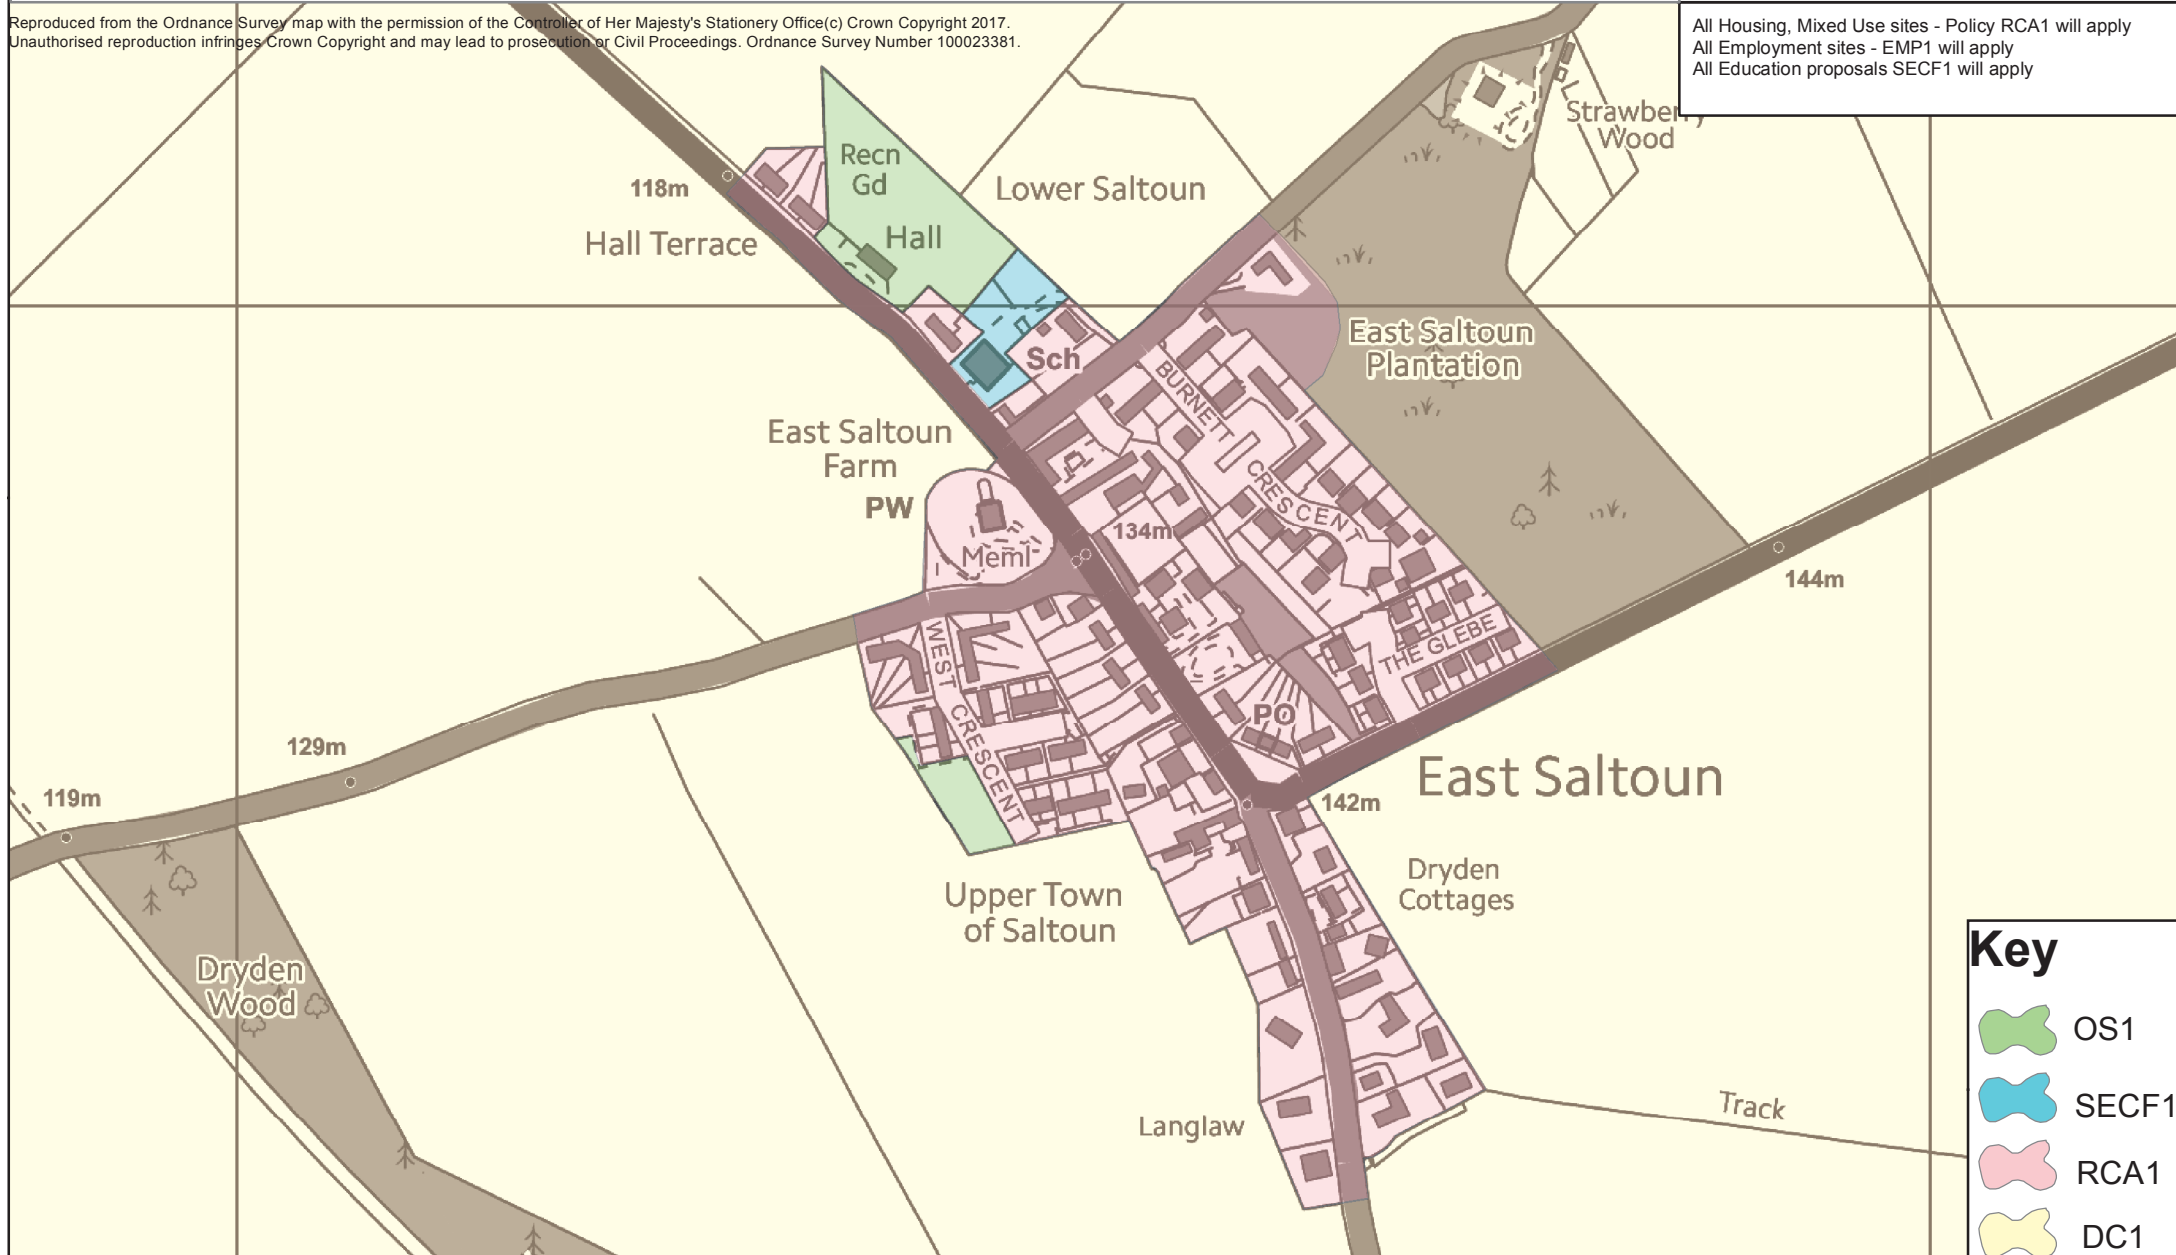 Reproduced from the Ordnance Survey map with the permission of the Controller of Her Majesty's Stationery Office(c) Crown Copyright 2017.
Unauthorised reproduction infringes Crown Copyright and may lead to prosecution or Civil Proceedings. Ordnance Survey Number 100023381.
All Housing, Mixed Use sites - Policy RCA1 will apply
All Employment sites - EMP1 will apply
All Education proposals SECF1 will apply
Strawberry
Wood
Recn
Gd
118m
Lower Saltoun
Hall Terrace
Hall
East Saltoun
Plantation
Sch
BURNETT CRESCENT
East Saltoun
Farm
PW
134m
Meml
144m
WEST CRESCENT
THE GLEBE
PO
129m
East Saltoun
119m
142m
Dryden
Cottages
Upper Town
of Saltoun
Dryden
Wood
Langlaw
Track
Key
OS1
SECF1
RCA1
DC1